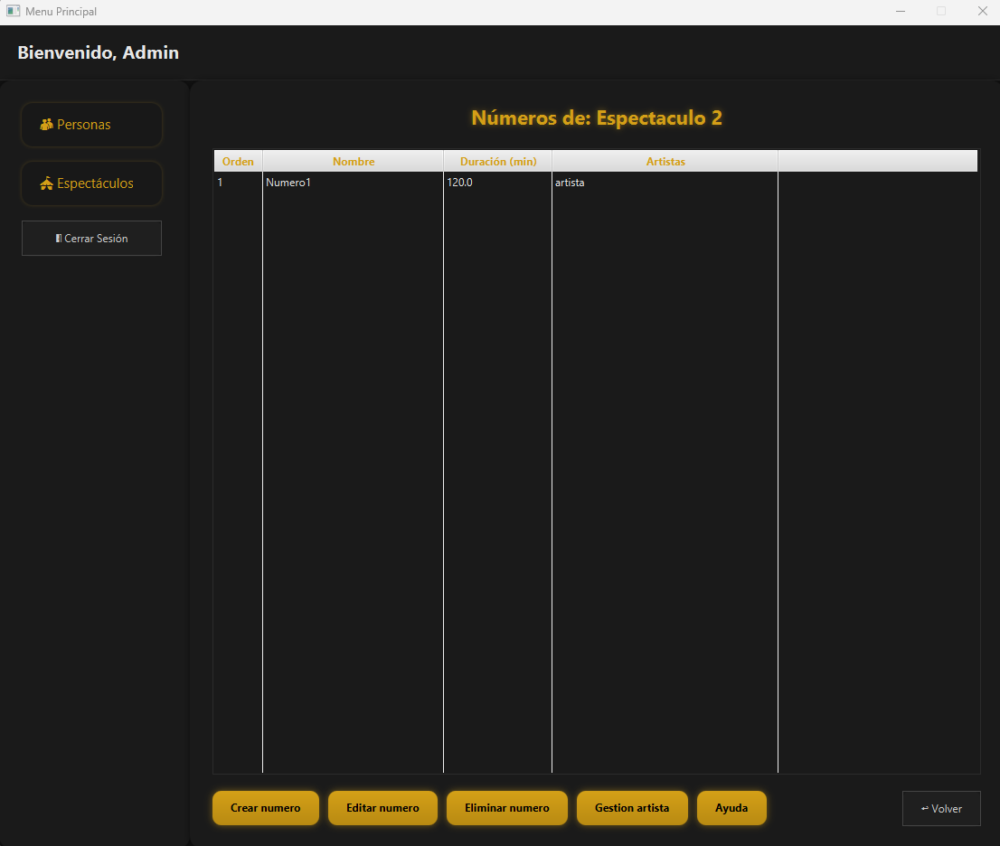 Menu Principal
Bienvenido, Admin
Personas
Espectáculos
Cerrar Sesión
Números de: Espectaculo 2
Orden Nombre Duración (min) Artistas
1 Numero1 120.0 artista
Crear numero Editar numero Eliminar numero Gestion artista Ayuda Volver